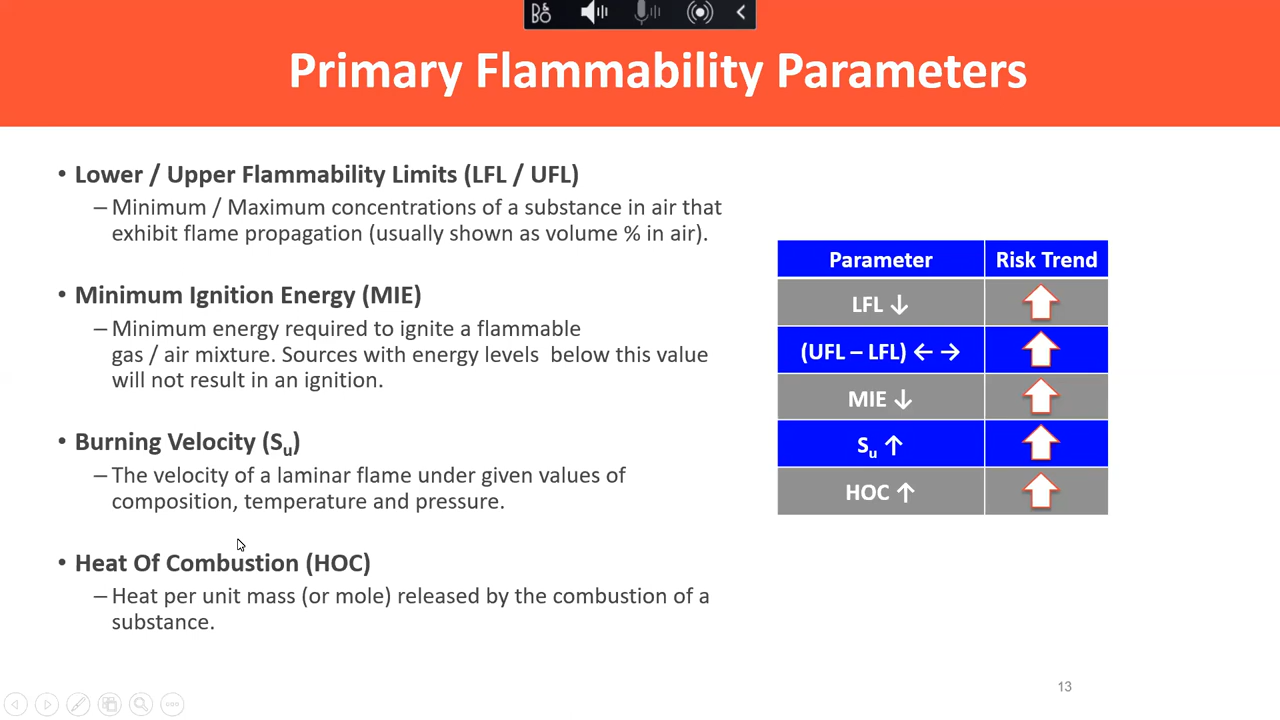 B&O
Primary Flammability Parameters
• Lower / Upper Flammability Limits (LFL / UFL)
– Minimum / Maximum concentrations of a substance in air that
exhibit flame propagation (usually shown as volume % in air).
• Minimum Ignition Energy (MIE)
– Minimum energy required to ignite a flammable
gas / air mixture. Sources with energy levels  below this value
will not result in an ignition.
• Burning Velocity (Su)
– The velocity of a laminar flame under given values of
composition, temperature and pressure.
• Heat Of Combustion (HOC)
– Heat per unit mass (or mole) released by the combustion of a
substance.
Parameter Risk Trend
LFL ↓
(UFL – LFL) ← →
MIE ↓
Su ↑
HOC ↑
13